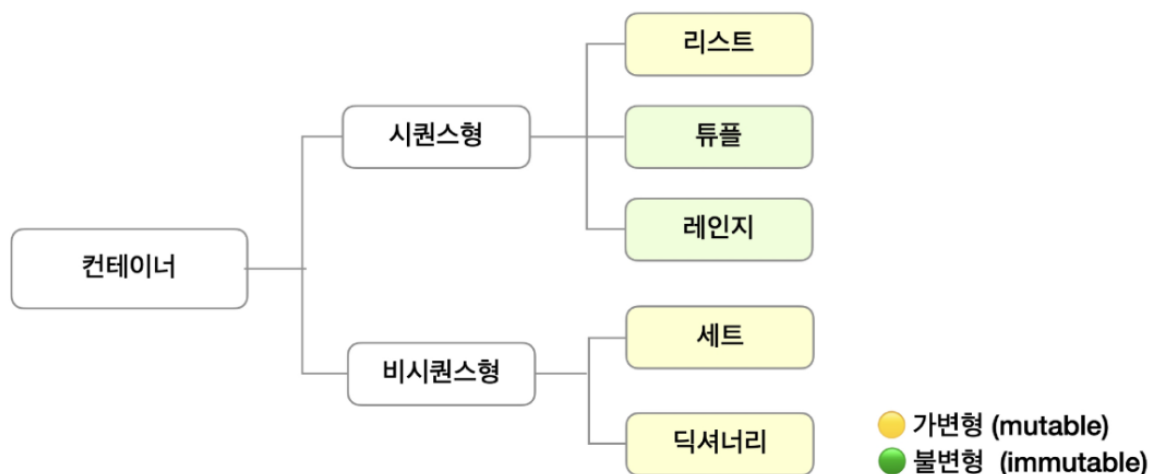 리스트
시퀀스형
튜플
레인지
컨테이너
세트
비시퀀스형
딕셔너리
가변형 (mutable)
불변형 (immutable)